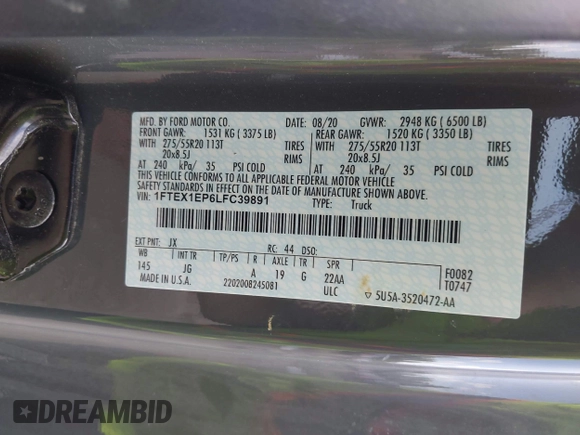 MFD. BY FORD MOTOR CO. DATE: 08/20 GVWR: 2948 KG ( 6500 LB)
FRONT GAWR: 1531 KG ( 3375 LB) REAR GAWR: 1520 KG ( 3350 LB)
WITH 275/55R20 113T TIRES WITH 275/55R20 113T TIRES
20x8.5J RIMS 20x8.5J RIMS
AT 240 kPa/ 35 PSI COLD AT 240 kPa/ 35 PSI COLD
THIS VEHICLE CONFORMS TO ALL APPLICABLE FEDERAL MOTOR VEHICLE
SAFETY STANDARDS IN EFFECT ON THE DATE OF MANUFACTURE SHOWN ABOVE.
VIN: 1FTEX1EP6LFC39891 TYPE: Truck
EXT PNT: JX RC: 44 DSO:
WB INT TR R AXLE TR SPR F0082
145 JG A 19 G 22AA T0747
MADE IN U.S.A. 2202008245081 ULC 5U5A-3520472-AA
DREAMBID